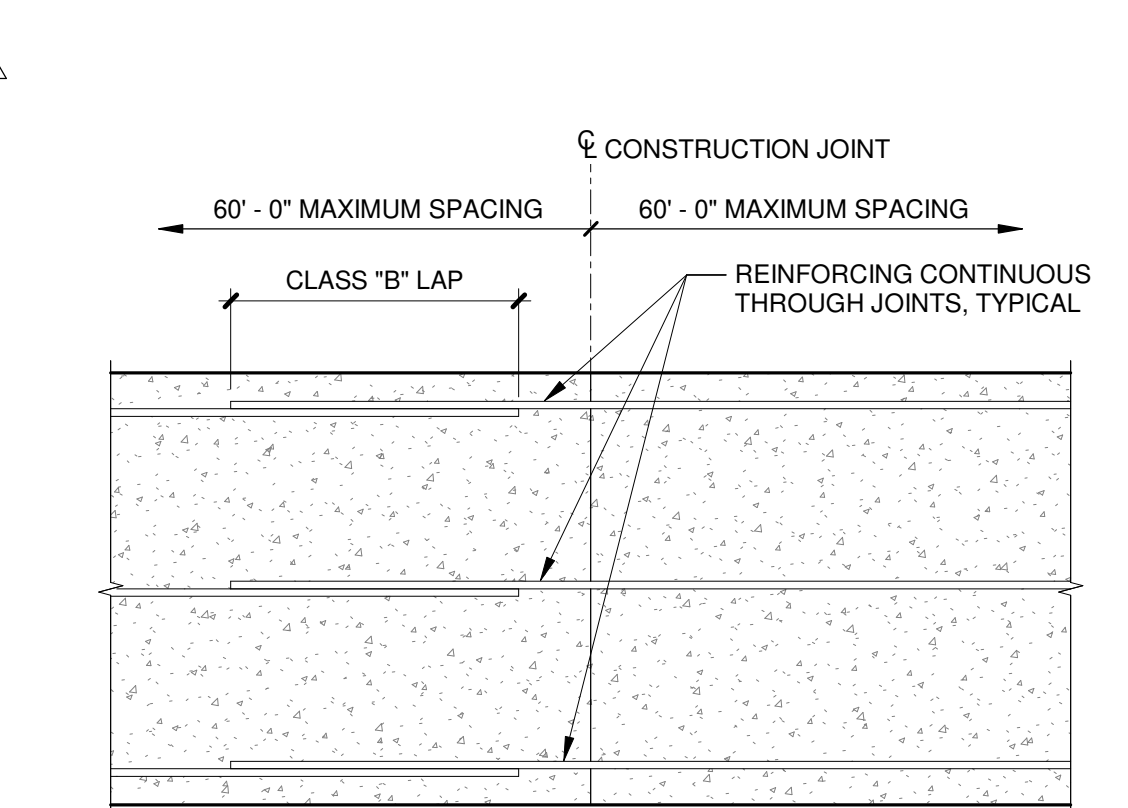 ℄ CONSTRUCTION JOINT
60' - 0" MAXIMUM SPACING
60' - 0" MAXIMUM SPACING
CLASS "B" LAP
REINFORCING CONTINUOUS
THROUGH JOINTS, TYPICAL